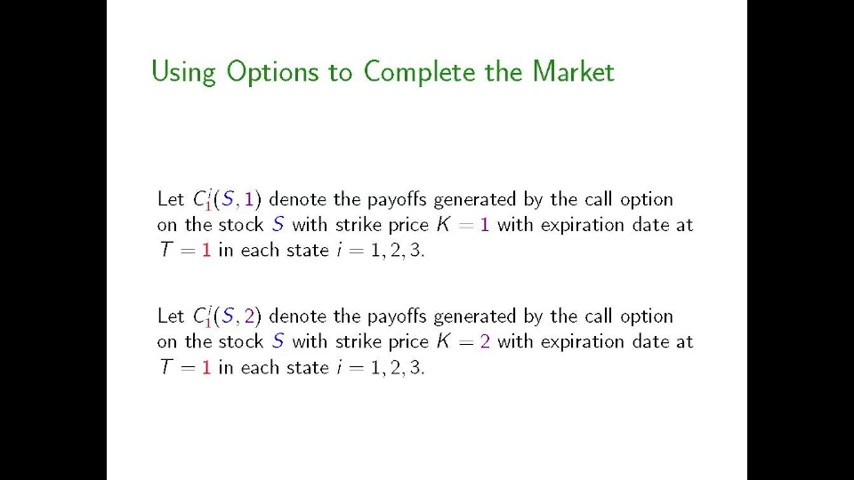 Using Options to Complete the Market
Let C₁ⁱ(S, 1) denote the payoffs generated by the call option
on the stock S with strike price K = 1 with expiration date at
T = 1 in each state i = 1, 2, 3.
Let C₁ⁱ(S, 2) denote the payoffs generated by the call option
on the stock S with strike price K = 2 with expiration date at
T = 1 in each state i = 1, 2, 3.